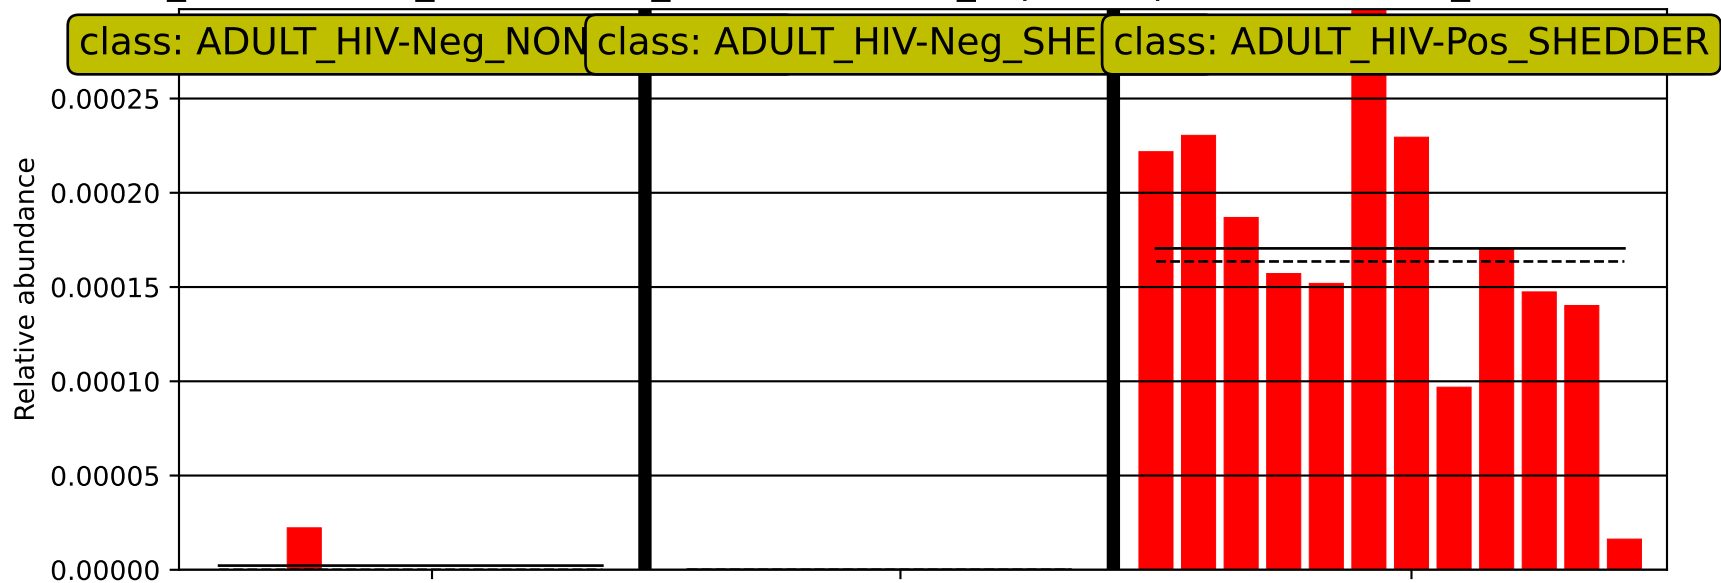 class: ADULT_HIV-Neg_NON
class: ADULT_HIV-Neg_SHE
class: ADULT_HIV-Pos_SHEDDER
0.00025
0.00020
0.00015
0.00010
0.00005
0.00000
Relative abundance